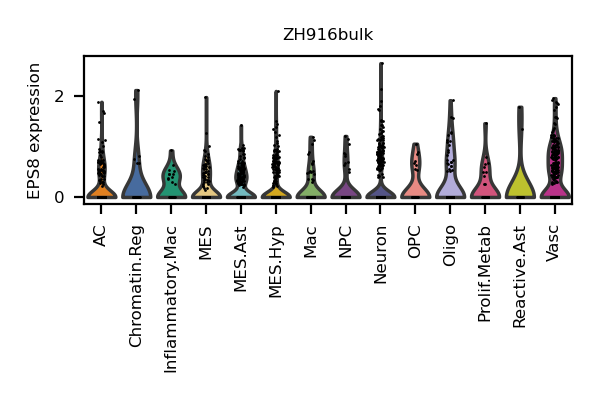 ZH916bulk
EPS8 expression
2
0
AC
Chromatin.Reg
Inflammatory.Mac
MES
MES.Ast
MES.Hyp
Mac
NPC
Neuron
OPC
Oligo
Prolif.Metab
Reactive.Ast
Vasc